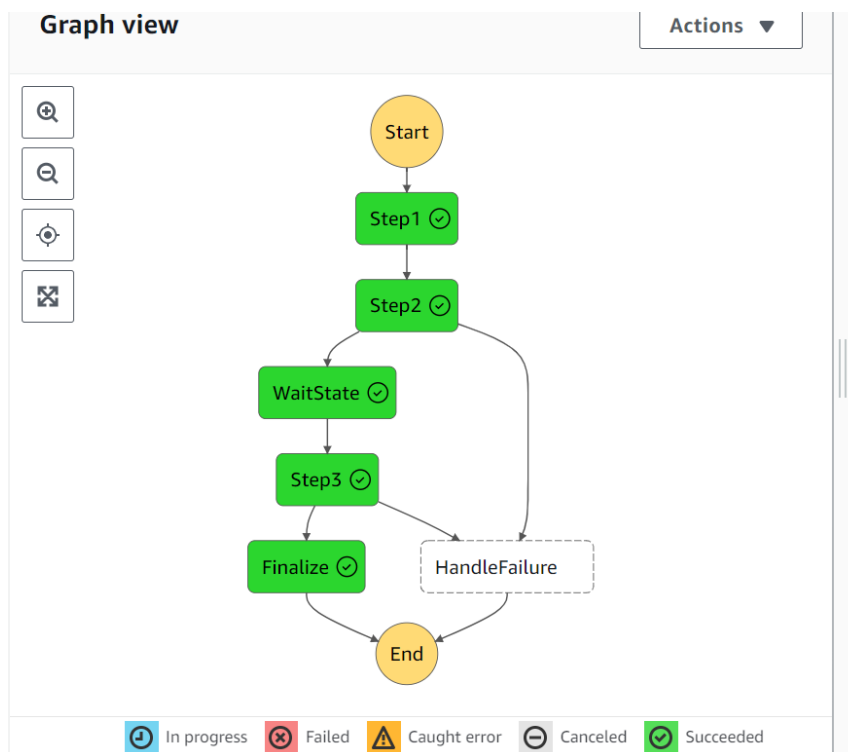 Graph view
Actions
Start
Step1
Step2
WaitState
Step3
Finalize
HandleFailure
End
In progress
Failed
Caught error
Canceled
Succeeded